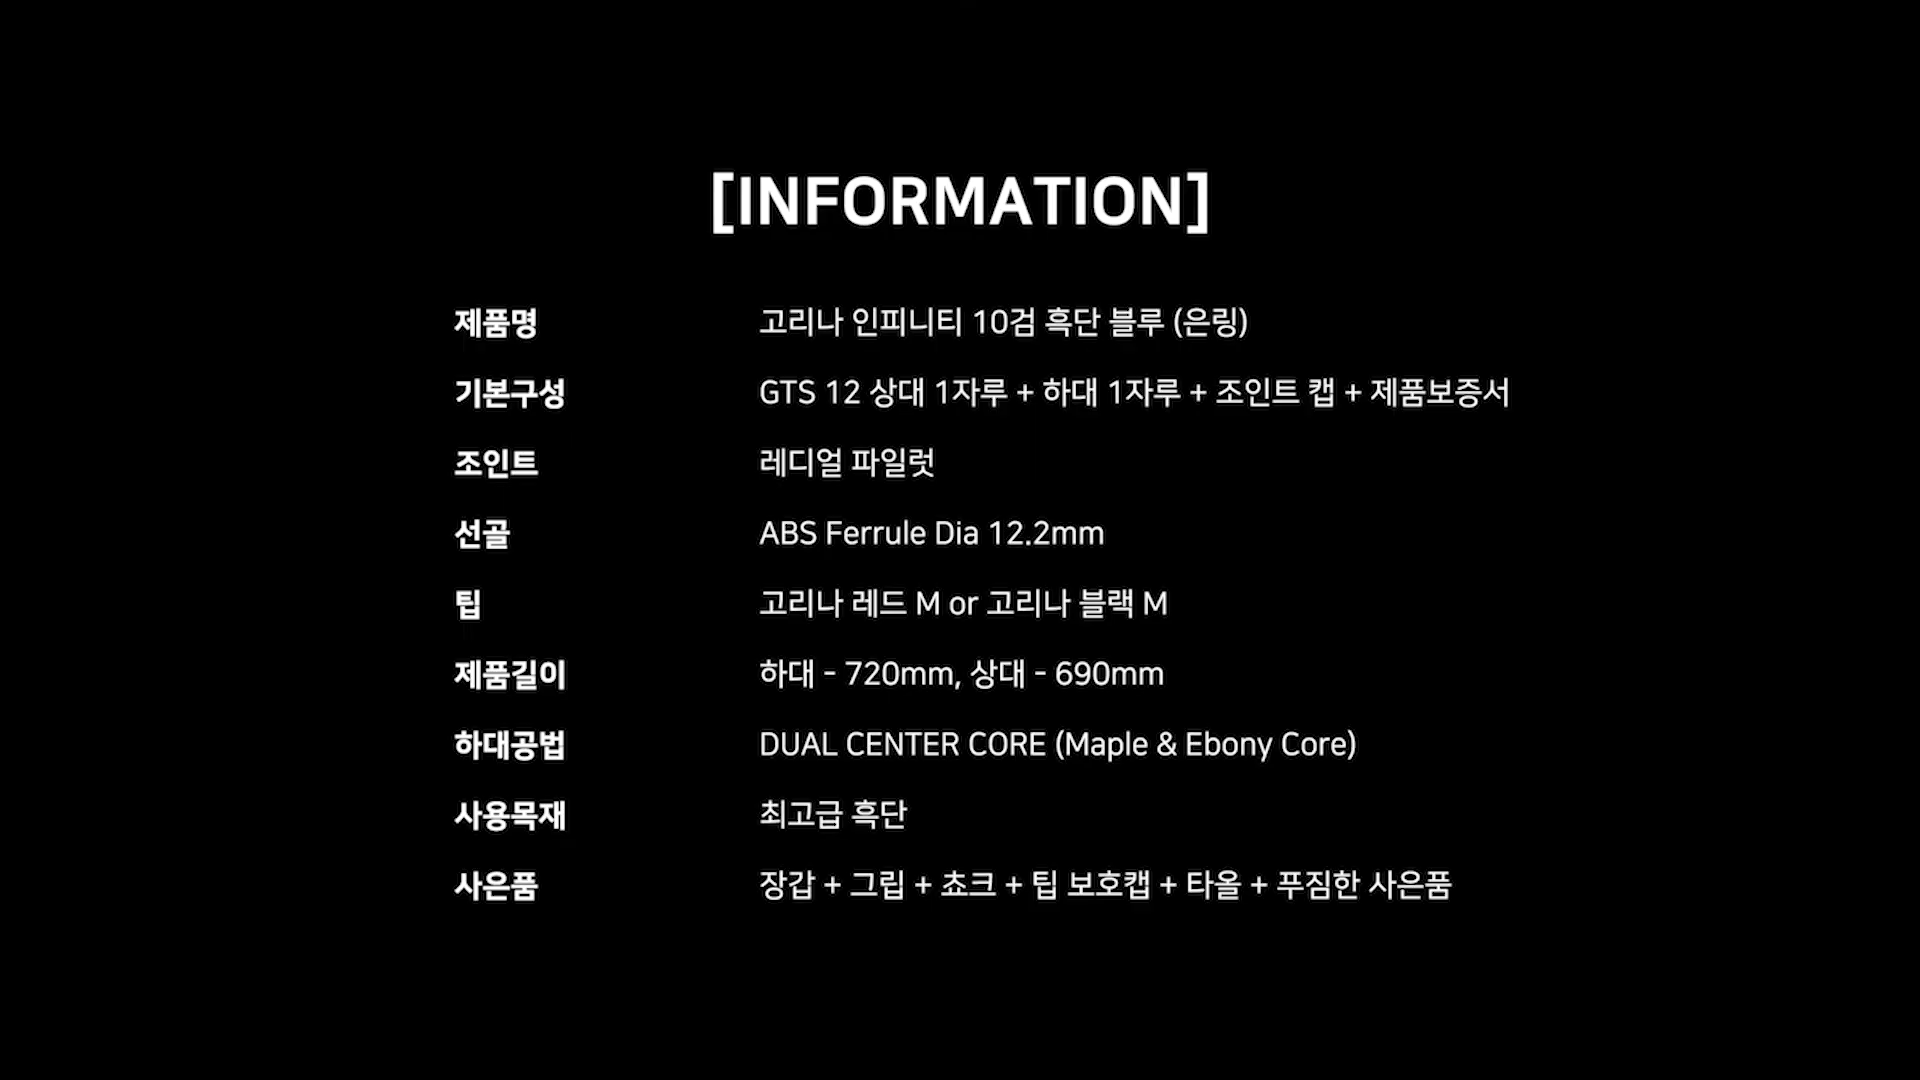 [INFORMATION]
제품명 고리나 인피니티 10검 흑단 블루 (은링)
기본구성 GTS 12 상대 1자루 + 하대 1자루 + 조인트 캡 + 제품보증서
조인트 레디얼 파일럿
선골 ABS Ferrule Dia 12.2mm
팁 고리나 레드 M or 고리나 블랙 M
제품길이 하대 - 720mm, 상대 - 690mm
하대공법 DUAL CENTER CORE (Maple & Ebony Core)
사용목재 최고급 흑단
사은품 장갑 + 그립 + 쵸크 + 팁 보호캡 + 타올 + 푸짐한 사은품